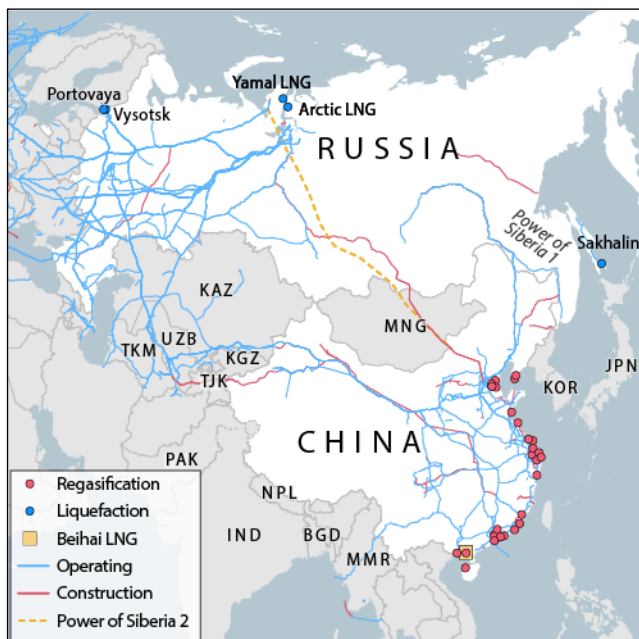 Yamal LNG
Portovaya
Vysotsk
Arctic LNG
RUSSIA
Power of
Siberia 1
Sakhalin
KAZ
MNG
UZB
TKM
KGZ
TJK
JPN
KOR
CHINA
PAK
NPL
IND
BGD
MMR
Regasification
Liquefaction
Beihai LNG
Operating
Construction
Power of Siberia 2